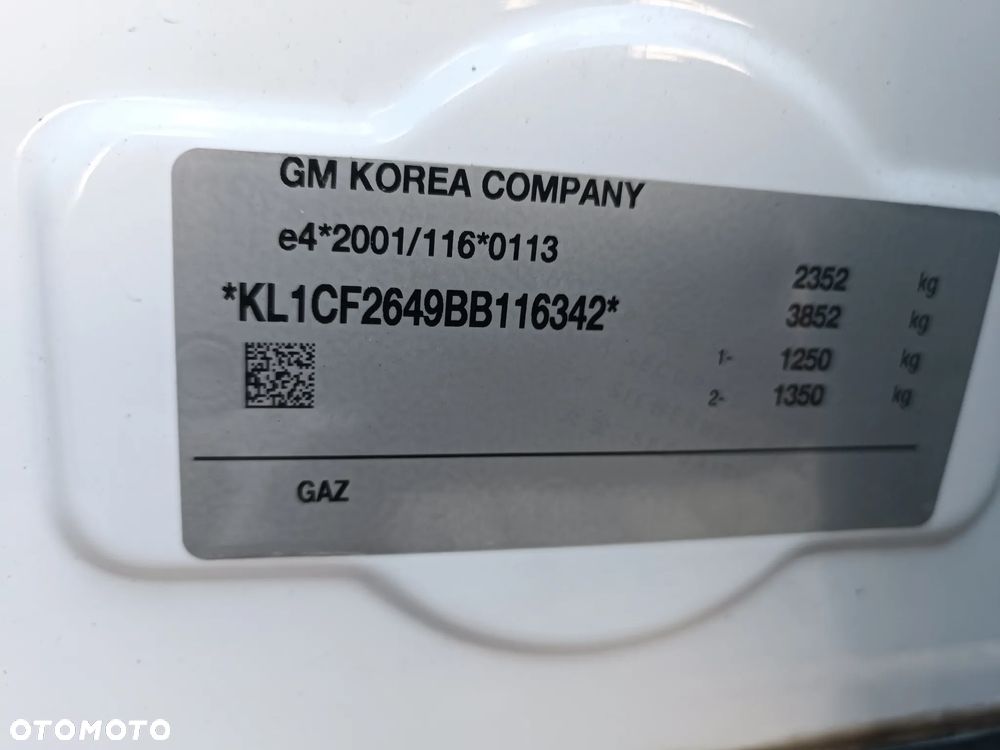 GM KOREA COMPANY
e4*2001/116*0113
*KL1CF2649BB116342*
2352 kg
3852 kg
1- 1250 kg
2- 1350 kg
GAZ
OTOMOTO